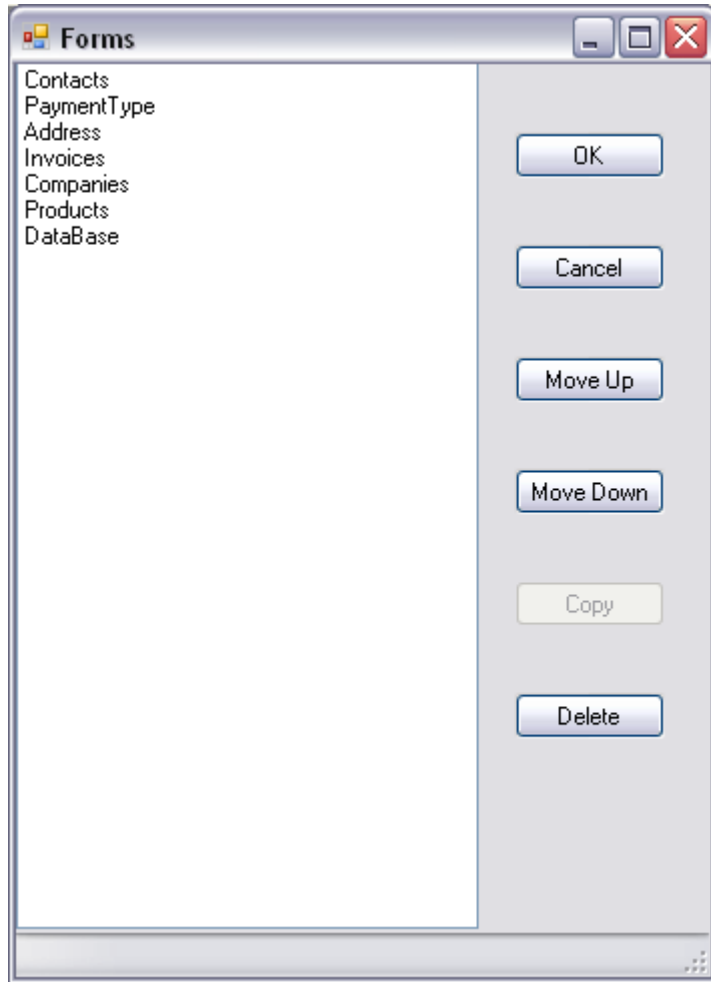 Forms
Contacts
PaymentType
Address
Invoices
Companies
Products
DataBase
OK
Cancel
Move Up
Move Down
Copy
Delete